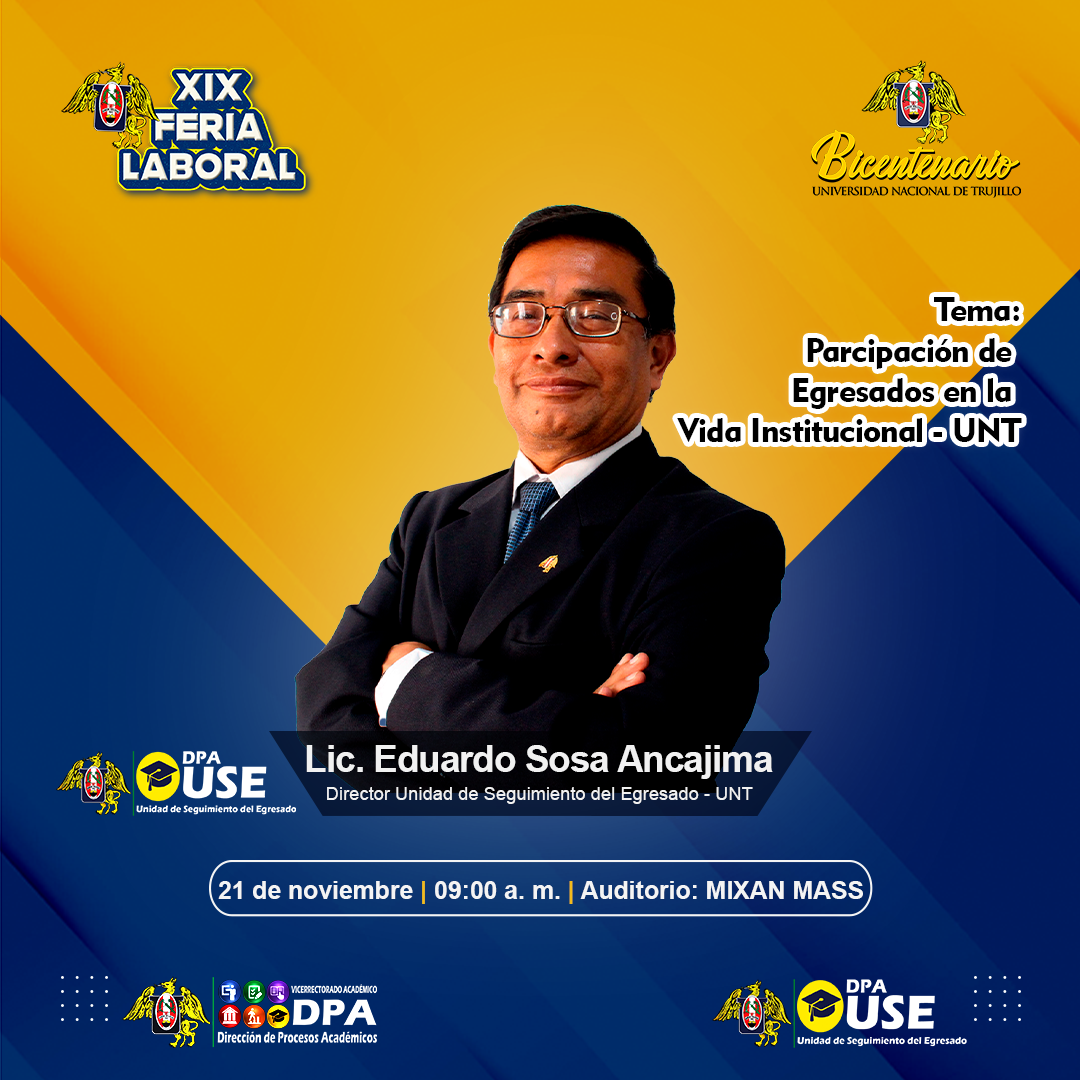 XIX
FERIA
LABORAL
Bicentenario
UNIVERSIDAD NACIONAL DE TRUJILLO
Tema:
Parcipación de
Egresados en la
Vida Institucional - UNT
Lic. Eduardo Sosa Ancajima
Director Unidad de Seguimiento del Egresado - UNT
DPA
USE
Unidad de Seguimiento del Egresado
21 de noviembre | 09:00 a. m. | Auditorio: MIXAN MASS
VICERRECTORADO ACADÉMICO
DPA
Dirección de Procesos Académicos
DPA
USE
Unidad de Seguimiento del Egresado